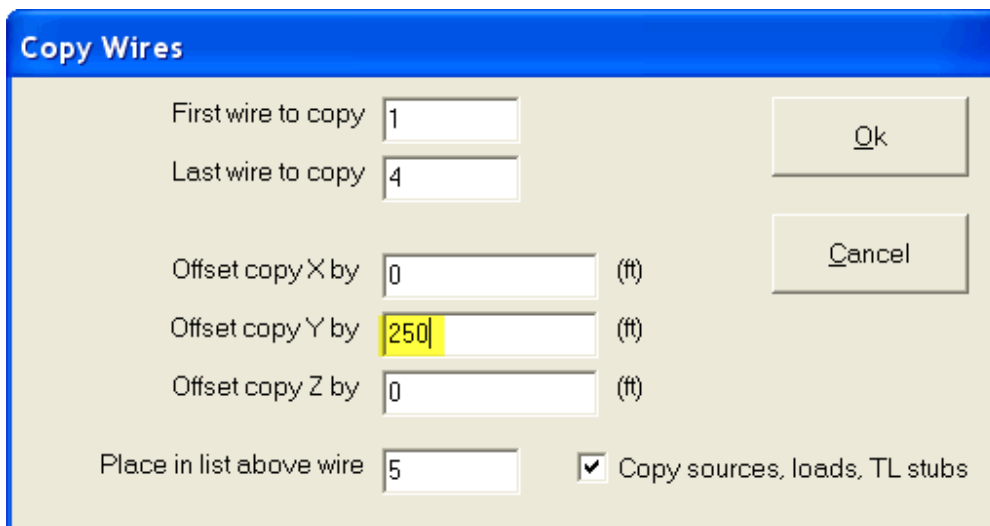 Copy Wires
First wire to copy 1
Ok
Last wire to copy 4
Offset copy X by 0 (ft)
Cancel
Offset copy Y by 250 (ft)
Offset copy Z by 0 (ft)
Place in list above wire 5 Copy sources, loads, TL stubs